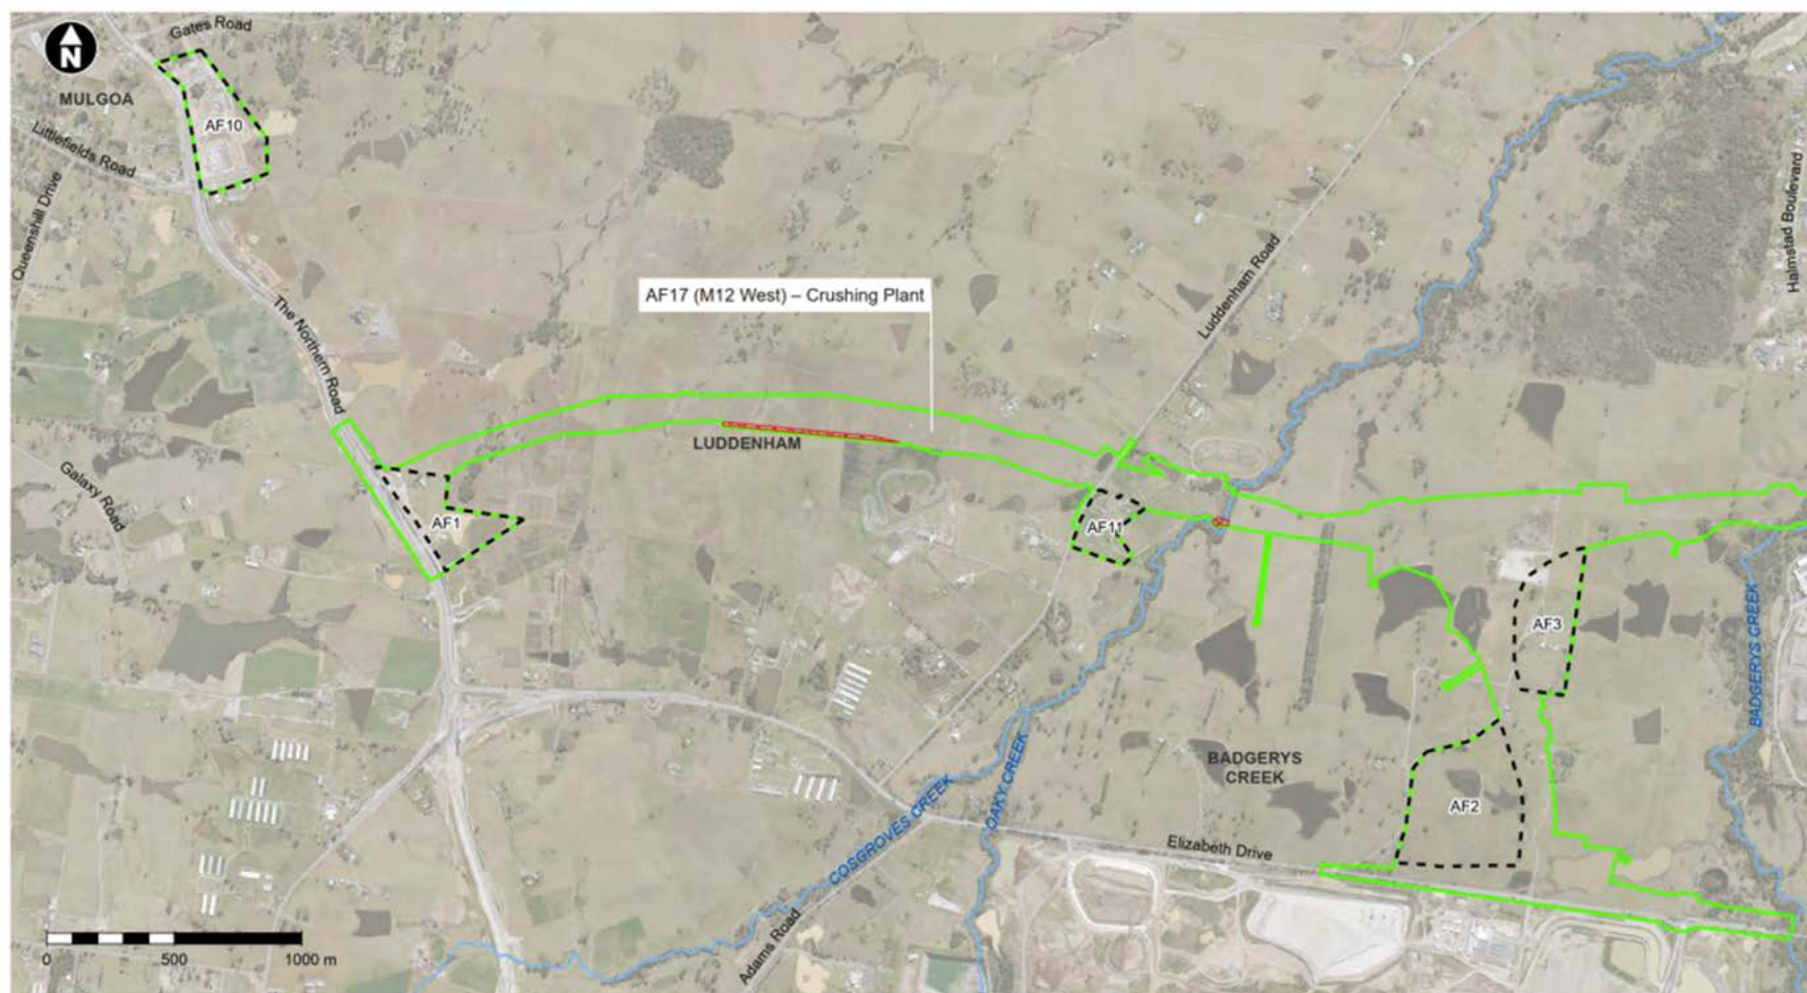 Gates Road
N
MULGOA
AF10
Littlefields Road
Queenshill Drive
Halmstad Boulevard
The Northern Road
Luddenham Road
AF17 (M12 West) – Crushing Plant
LUDDENHAM
Galaxy Road
AF1
AF11
AF3
BADGERYS CREEK
BADGERYS
CREEK
AF2
OAKY CREEK
COSGROVES CREEK
Elizabeth Drive
Adams Road
0 500 1000 m